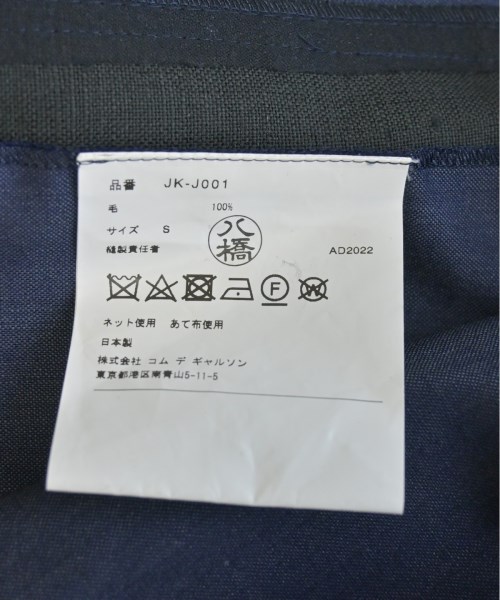 品番 JK-J001
毛 100%
サイズ S
縫製責任者 八橋 AD2022
F W
ネット使用 あて布使用
日本製
株式会社 コム デ ギャルソン
東京都港区南青山5-11-5